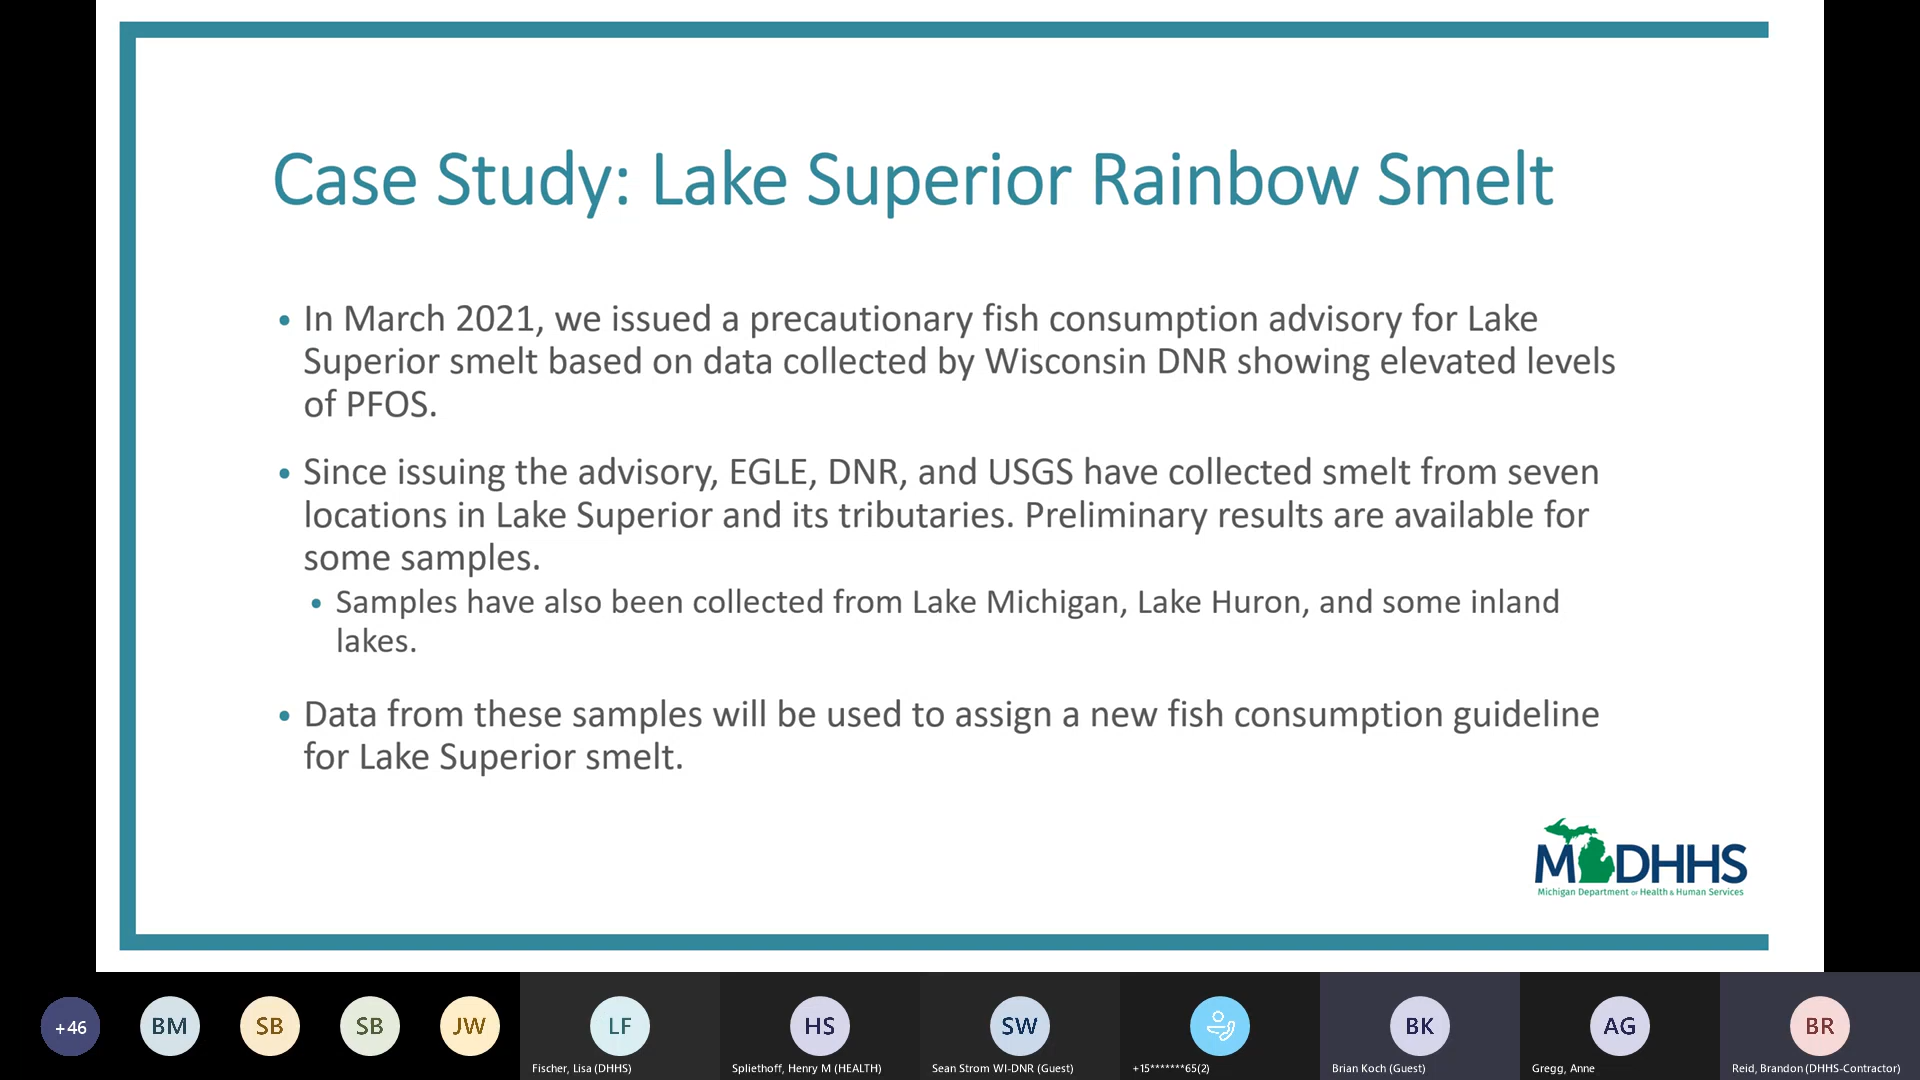 Case Study: Lake Superior Rainbow Smelt
• In March 2021, we issued a precautionary fish consumption advisory for Lake
Superior smelt based on data collected by Wisconsin DNR showing elevated levels
of PFOS.
• Since issuing the advisory, EGLE, DNR, and USGS have collected smelt from seven
locations in Lake Superior and its tributaries. Preliminary results are available for
some samples.
• Samples have also been collected from Lake Michigan, Lake Huron, and some inland
lakes.
• Data from these samples will be used to assign a new fish consumption guideline
for Lake Superior smelt.
MDHHS
Michigan Department of Health & Human Services
+46
BM
SB
SB
JW
LF
HS
SW
BK
AG
BR
Fischer, Lisa (DHHS)
Spliethoff, Henry M (HEALTH)
Sean Strom WI-DNR (Guest)
+15*******65(2)
Brian Koch (Guest)
Gregg, Anne
Reid, Brandon (DHHS-Contractor)